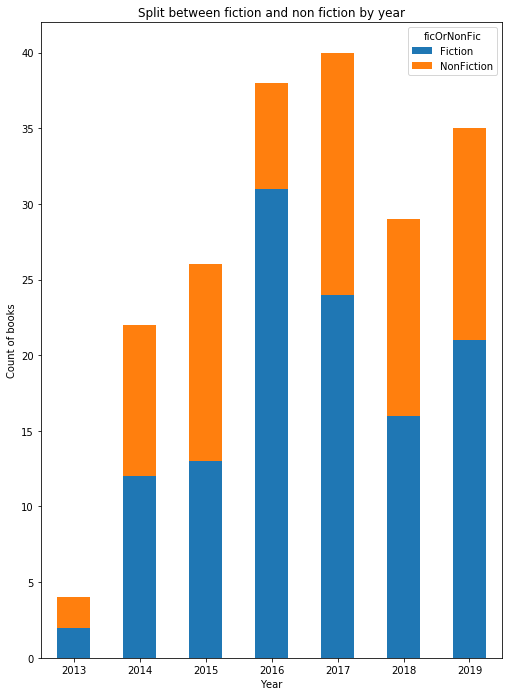 Split between fiction and non fiction by year
ficOrNonFic
Fiction
NonFiction
Count of books
40
35
30
25
20
15
10
5
0
2013 2014 2015 2016 2017 2018 2019
Year